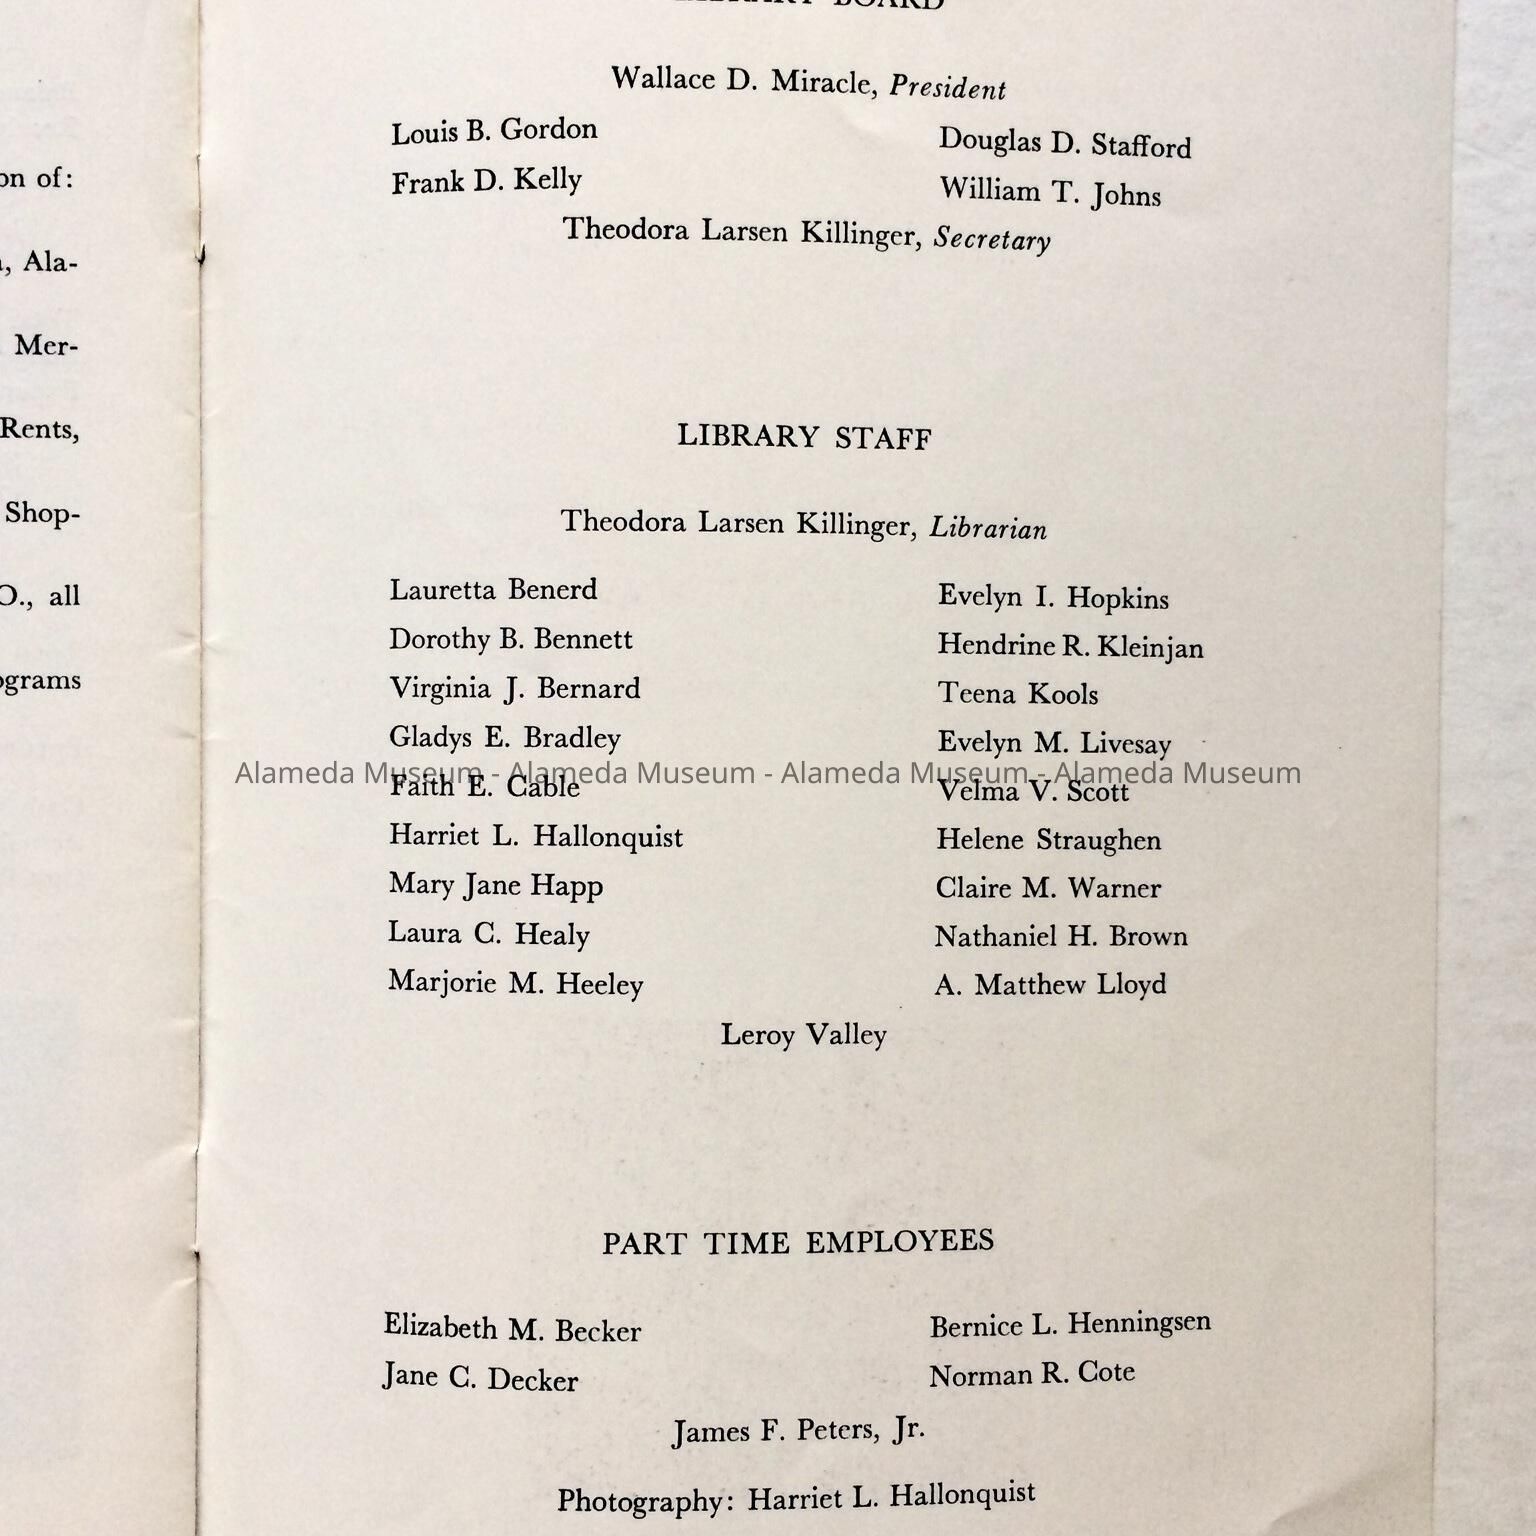 LIBRARY BOARD
Wallace D. Miracle, President
Louis B. Gordon Douglas D. Stafford
Frank D. Kelly William T. Johns
Theodora Larsen Killinger, Secretary
on of:
, Ala-
Mer-
Rents,
Shop-
O., all
ograms
LIBRARY STAFF
Theodora Larsen Killinger, Librarian
Lauretta Benerd Evelyn I. Hopkins
Dorothy B. Bennett Hendrine R. Kleinjan
Virginia J. Bernard Teena Kools
Gladys E. Bradley Evelyn M. Livesay
Alameda Museum - Alameda Museum - Alameda Museum - Alameda Museum
Faith E. Cable Velma V. Scott
Harriet L. Hallonquist Helene Straughen
Mary Jane Happ Claire M. Warner
Laura C. Healy Nathaniel H. Brown
Marjorie M. Heeley A. Matthew Lloyd
Leroy Valley
PART TIME EMPLOYEES
Elizabeth M. Becker Bernice L. Henningsen
Jane C. Decker Norman R. Cote
James F. Peters, Jr.
Photography: Harriet L. Hallonquist